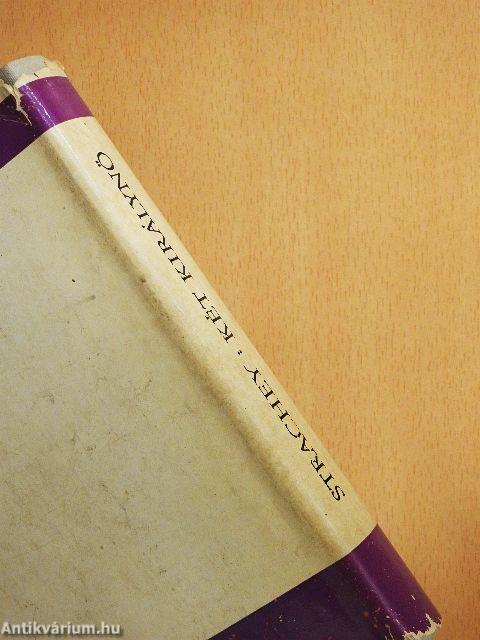 STRACHEY : KÉT KIRÁLYNŐ
Antikvárium.hu